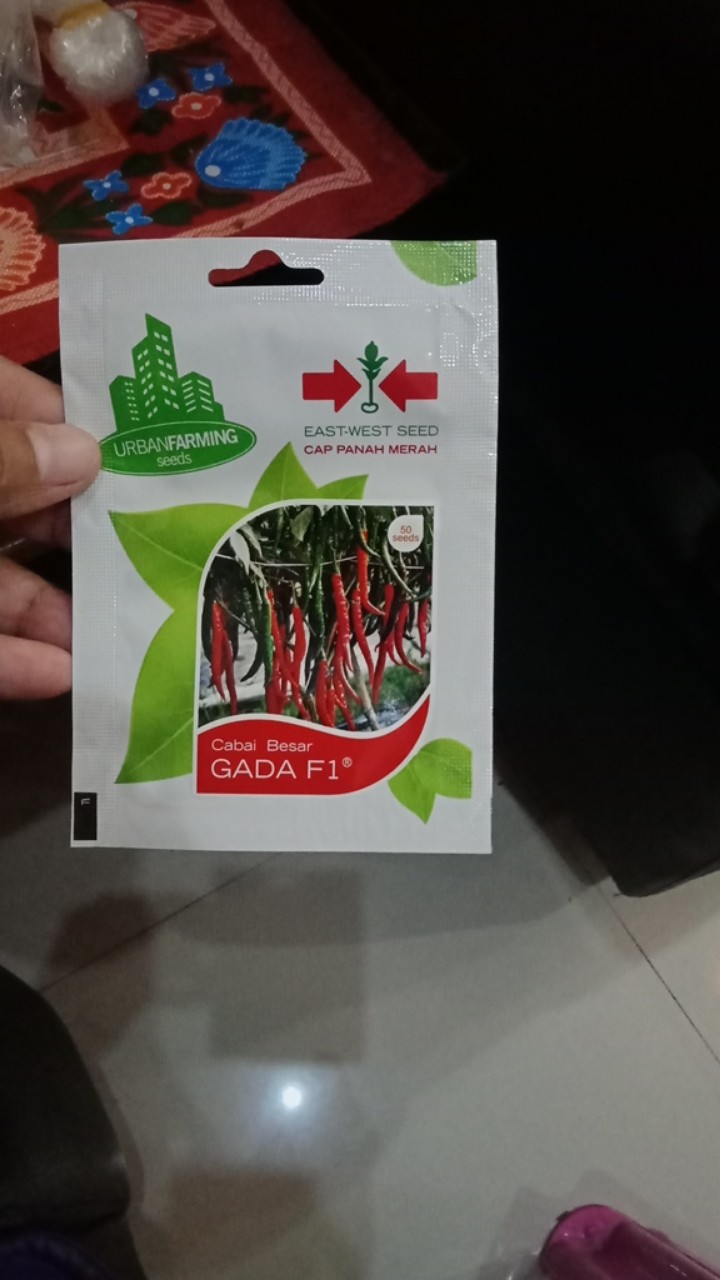 URBANFARMING
seeds
EAST-WEST SEED
CAP PANAH MERAH
50
seeds
Cabai Besar
GADA F1®